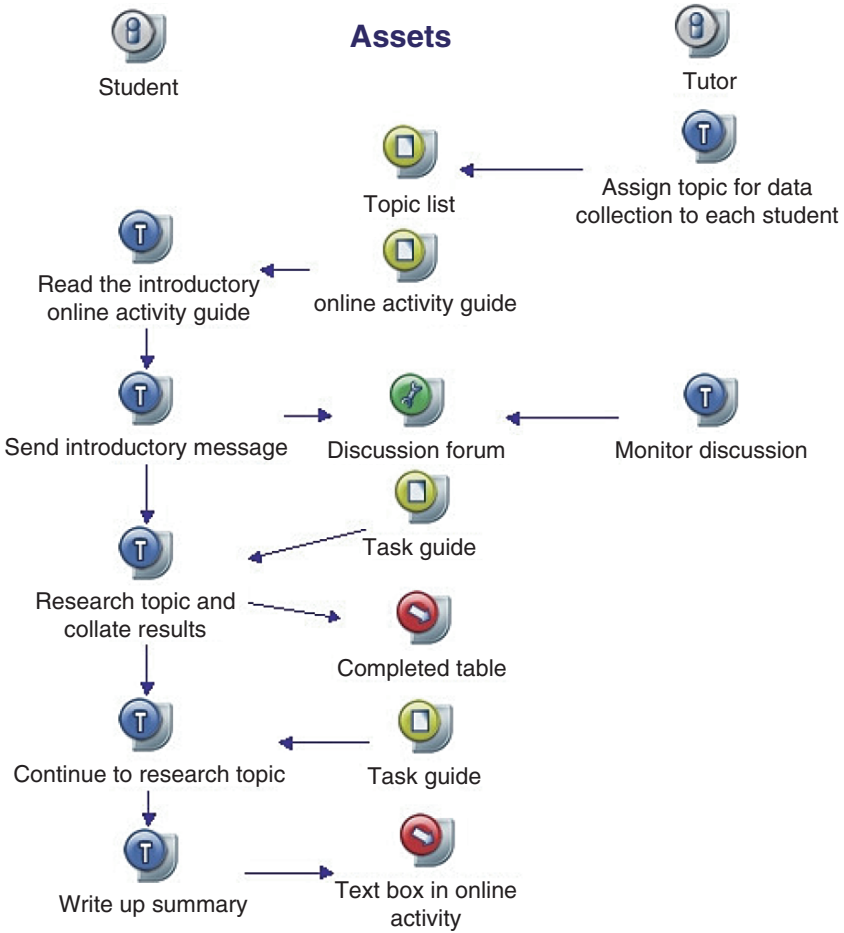 Assets
Student
Tutor
Topic list
Assign topic for data
collection to each student
Read the introductory
online activity guide
online activity guide
Send introductory message
Discussion forum
Monitor discussion
Task guide
Research topic and
collate results
Completed table
Continue to research topic
Task guide
Write up summary
Text box in online
activity
T
T
T
T
T
T
T